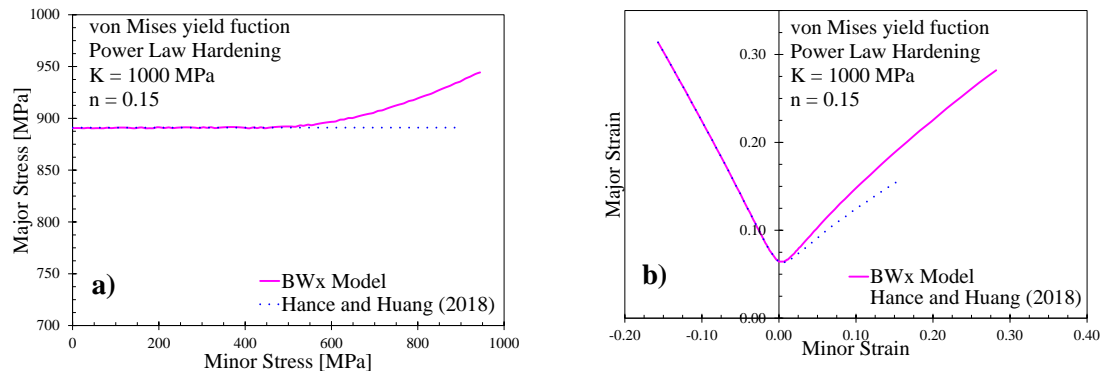 von Mises yield fuction
Power Law Hardening
K = 1000 MPa
n = 0.15
1000
950
900
850
800
750
700
Major Stress [MPa]
a)
BWx Model
Hance and Huang (2018)
0
200
400
600
800
1000
Minor Stress [MPa]
von Mises yield fuction
Power Law Hardening
K = 1000 MPa
n = 0.15
0.30
0.20
0.10
0.00
Major Strain
b)
BWx Model
Hance and Huang (2018)
-0.20
-0.10
0.00
0.10
0.20
0.30
0.40
Minor Strain